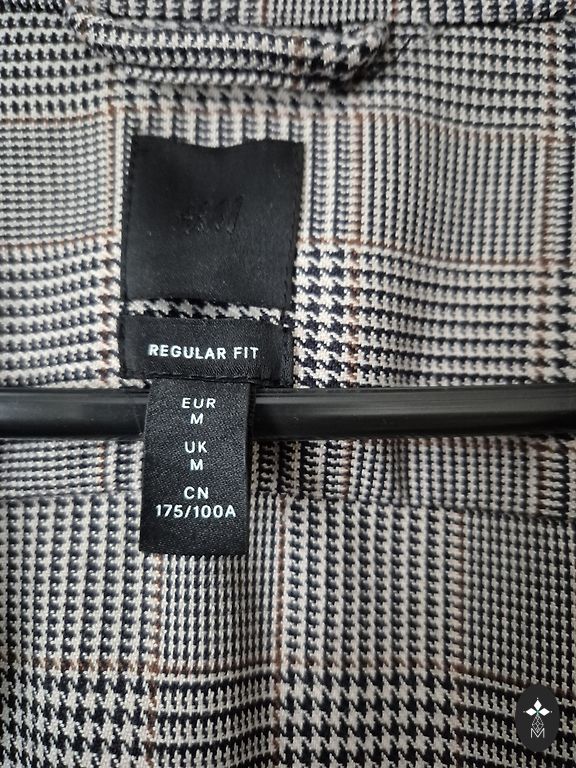 H&M
REGULAR FIT
EUR
M
UK
M
CN
175/100A
M